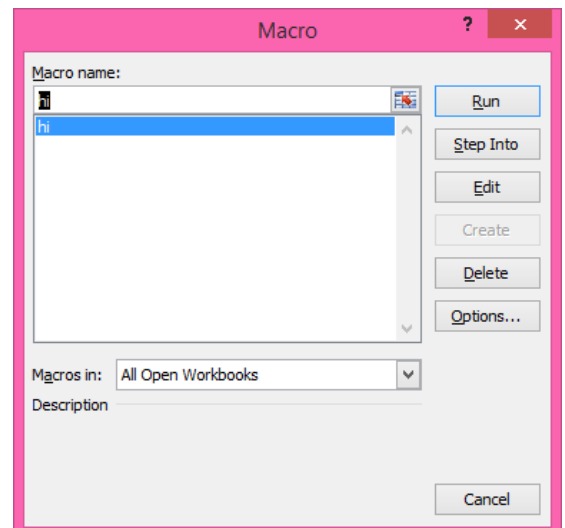 Macro
?
×
Macro name:
hi
Run
hi
Step Into
Edit
Create
Delete
Options...
Macros in:
All Open Workbooks
Description
Cancel